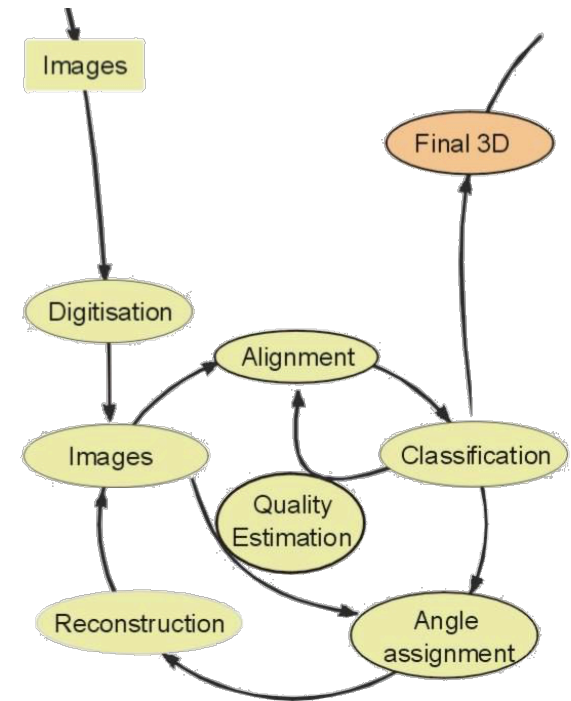 Images
Final 3D
Digitisation
Alignment
Images
Classification
Quality
Estimation
Reconstruction
Angle
assignment